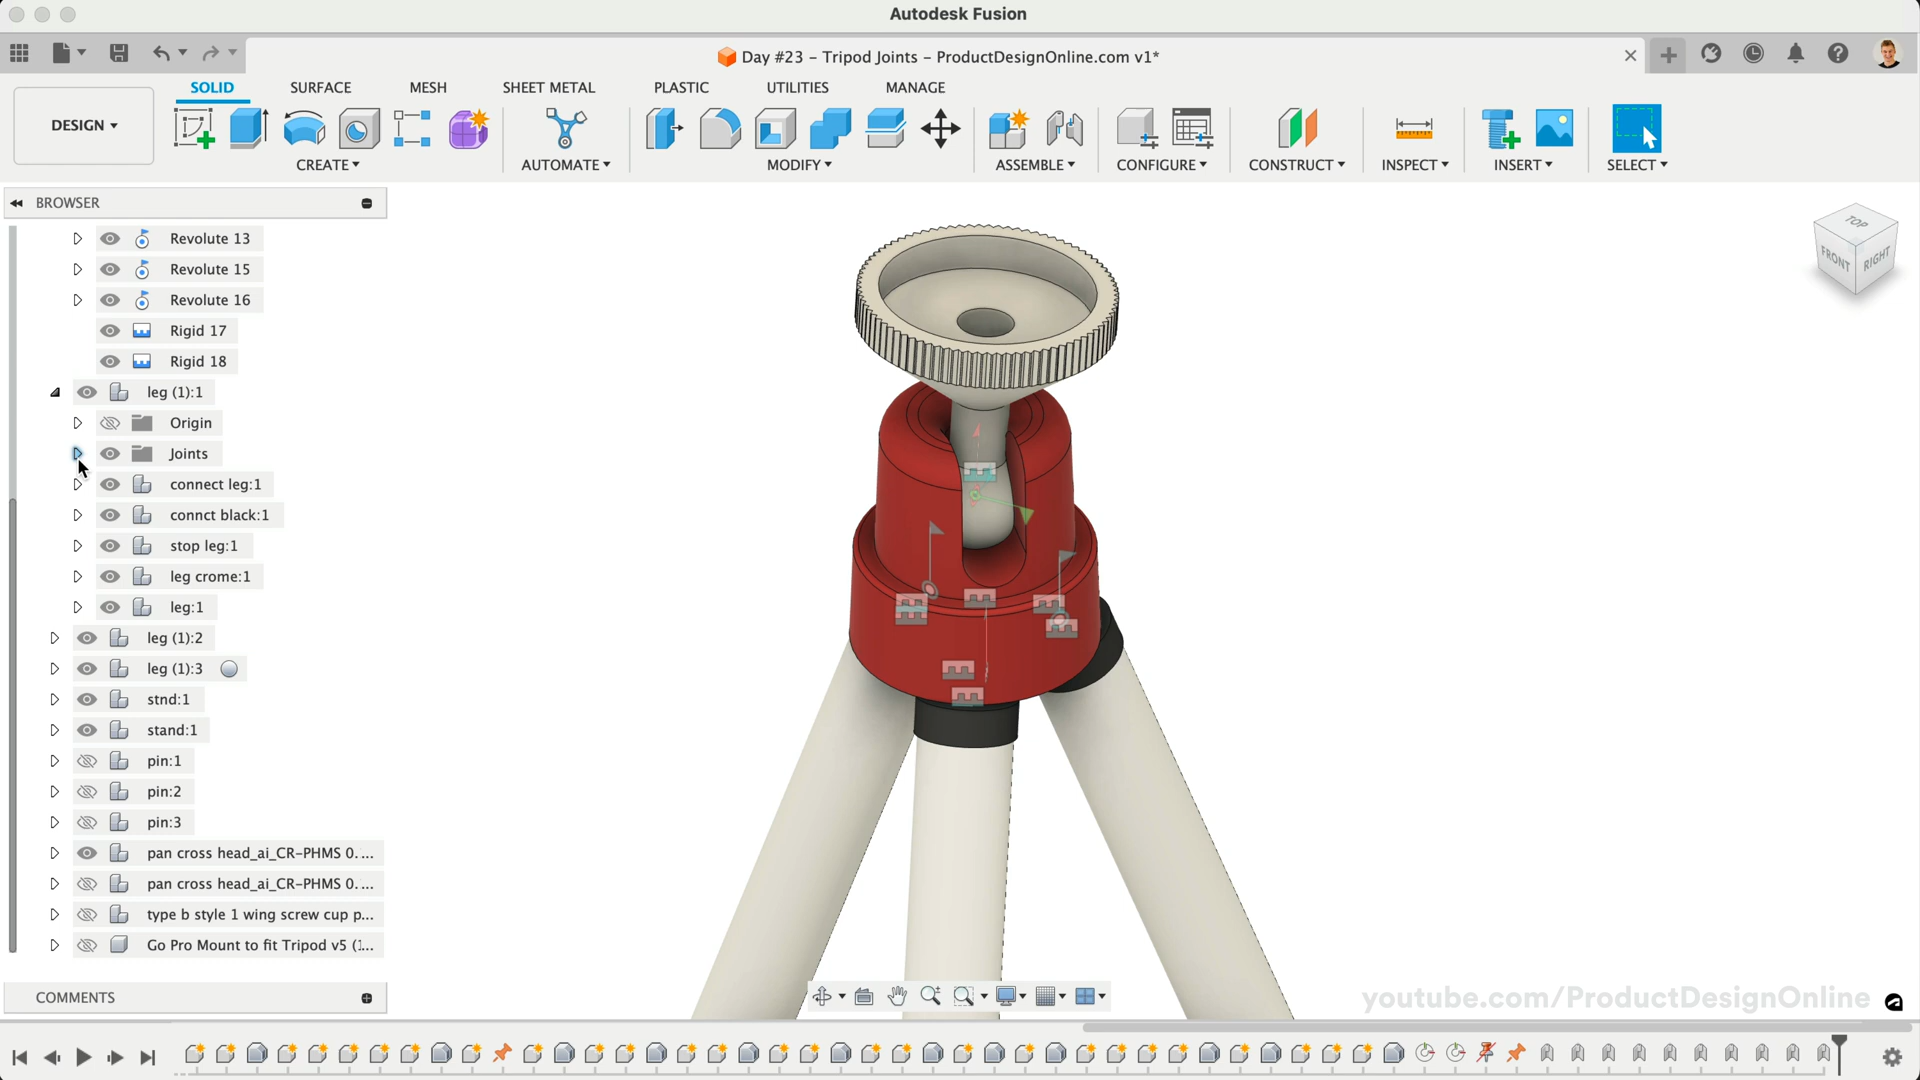 Autodesk Fusion
Day #23 – Tripod Joints – ProductDesignOnline.com v1*
SOLID
SURFACE
MESH
SHEET METAL
PLASTIC
UTILITIES
MANAGE
DESIGN
CREATE
AUTOMATE
MODIFY
ASSEMBLE
CONFIGURE
CONSTRUCT
INSPECT
INSERT
SELECT
BROWSER
Revolute 13
Revolute 15
Revolute 16
Rigid 17
Rigid 18
leg (1):1
Origin
Joints
connect leg:1
connct black:1
stop leg:1
leg crome:1
leg:1
leg (1):2
leg (1):3
stnd:1
stand:1
pin:1
pin:2
pin:3
pan cross head_ai_CR-PHMS 0....
pan cross head_ai_CR-PHMS 0....
type b style 1 wing screw cup p...
Go Pro Mount to fit Tripod v5 (1...
COMMENTS
TOP
FRONT
RIGHT
youtube.com/ProductDesignOnline